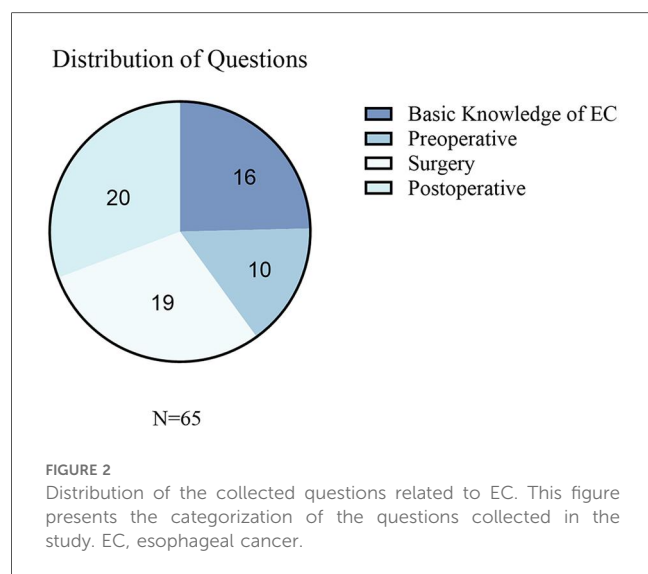 Distribution of Questions
Basic Knowledge of EC
Preoperative
Surgery
Postoperative
16
20
10
19
N=65
FIGURE 2
Distribution of the collected questions related to EC. This figure
presents the categorization of the questions collected in the
study. EC, esophageal cancer.